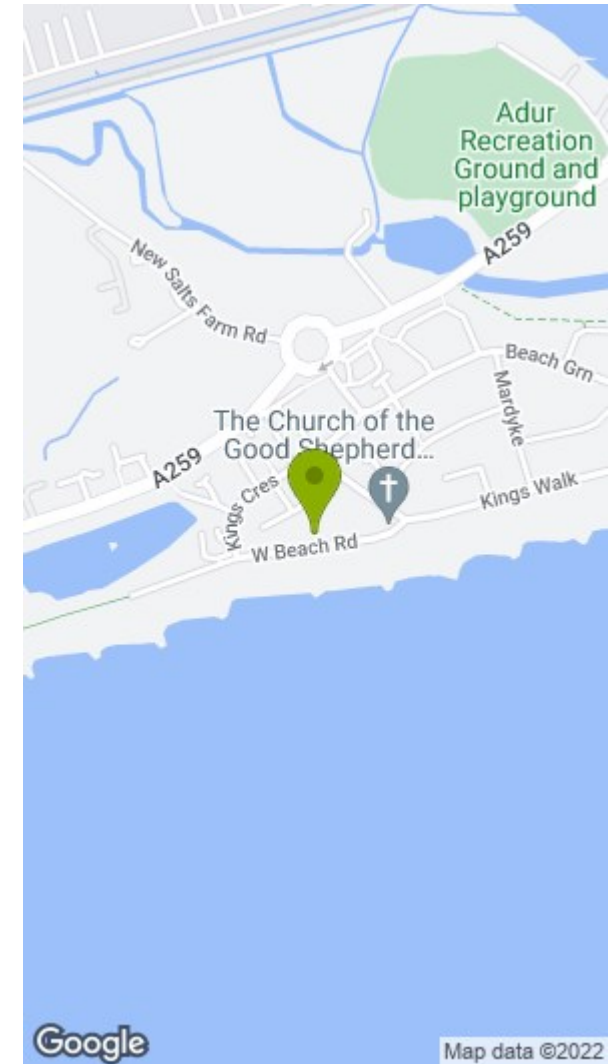 Adur
Recreation
Ground and
playground
A259
New Salts Farm Rd
Beach Grn
Mardyke
The Church of the
Good Shepherd...
A259
Kings Cres
Kings Walk
W Beach Rd
Google
Map data ©2022